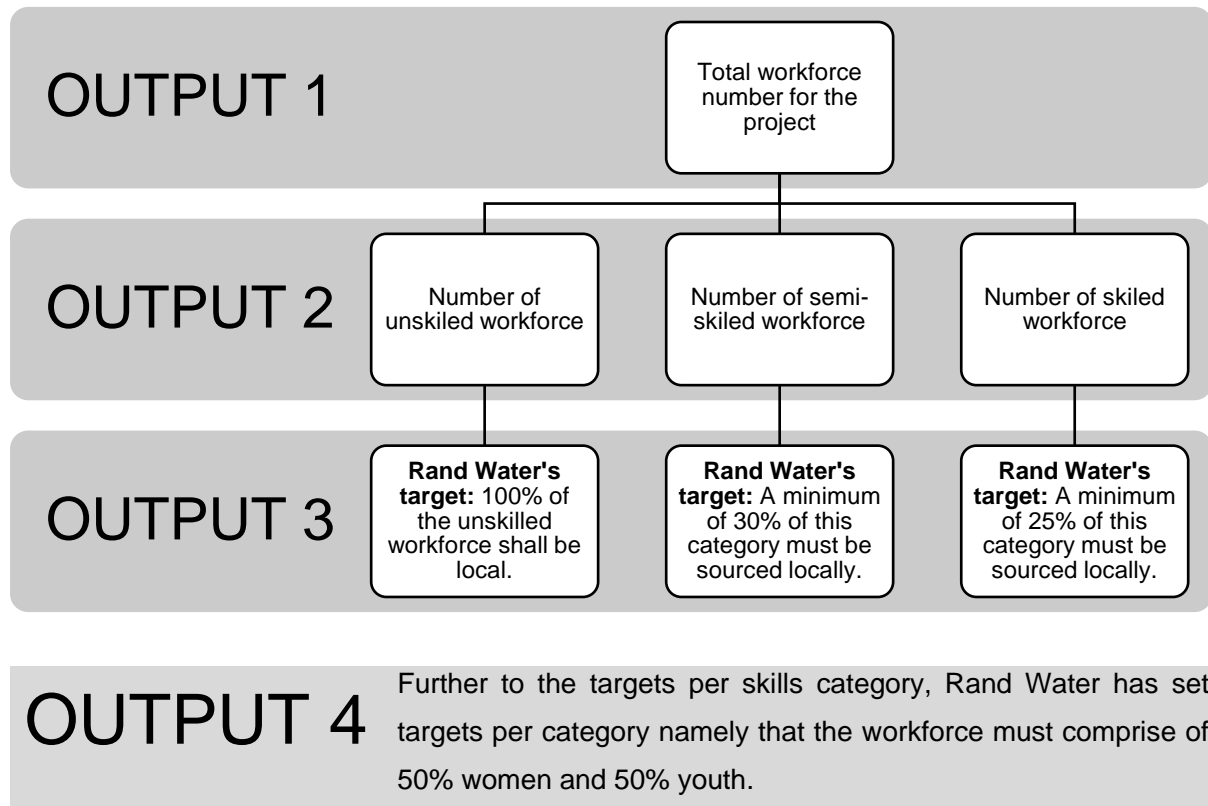 OUTPUT 1
Total workforce
number for the
project
OUTPUT 2
Number of
unskiled workforce
Number of semi-
skiled workforce
Number of skiled
workforce
OUTPUT 3
Rand Water's
target: 100% of
the unskilled
workforce shall be
local.
Rand Water's
target: A minimum
of 30% of this
category must be
sourced locally.
Rand Water's
target: A minimum
of 25% of this
category must be
sourced locally.
OUTPUT 4
Further to the targets per skills category, Rand Water has set
targets per category namely that the workforce must comprise of
50% women and 50% youth.